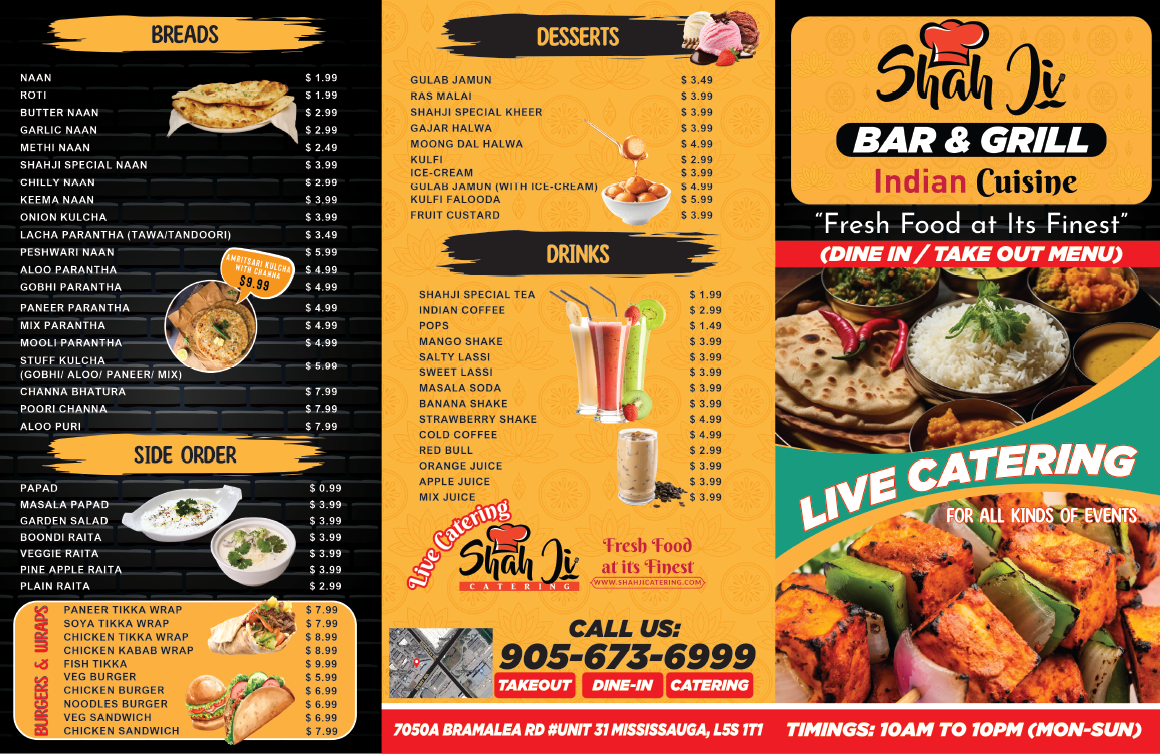 BREADS
NAAN $ 1.99
ROTI $ 1.99
BUTTER NAAN $ 2.99
GARLIC NAAN $ 2.99
METHI NAAN $ 2.49
SHAHJI SPECIAL NAAN $ 3.99
CHILLY NAAN $ 2.99
KEEMA NAAN $ 3.99
ONION KULCHA $ 3.99
LACHA PARANTHA (TAWA/TANDOORI) $ 3.49
PESHWARI NAAN $ 5.99
ALOO PARANTHA $ 4.99
GOBHI PARANTHA $ 4.99
PANEER PARANTHA $ 4.99
MIX PARANTHA $ 4.99
MOOLI PARANTHA $ 4.99
STUFF KULCHA
(GOBHI/ ALOO/ PANEER/ MIX) $ 5.99
CHANNA BHATURA $ 7.99
POORI CHANNA $ 7.99
ALOO PURI $ 7.99
AMRITSARI KULCHA
WITH CHANNA
$9.99
SIDE ORDER
PAPAD $ 0.99
MASALA PAPAD $ 3.99
GARDEN SALAD $ 3.99
BOONDI RAITA $ 3.99
VEGGIE RAITA $ 3.99
PINE APPLE RAITA $ 3.99
PLAIN RAITA $ 2.99
BURGERS & WRAPS
PANEER TIKKA WRAP $ 7.99
SOYA TIKKA WRAP $ 7.99
CHICKEN TIKKA WRAP $ 8.99
CHICKEN KABAB WRAP $ 8.99
FISH TIKKA $ 9.99
VEG BURGER $ 5.99
CHICKEN BURGER $ 6.99
NOODLES BURGER $ 6.99
VEG SANDWICH $ 6.99
CHICKEN SANDWICH $ 7.99
DESSERTS
GULAB JAMUN $ 3.49
RAS MALAI $ 3.99
SHAHJI SPECIAL KHEER $ 3.99
GAJAR HALWA $ 3.99
MOONG DAL HALWA $ 4.99
KULFI $ 2.99
ICE-CREAM $ 3.99
GULAB JAMUN (WITH ICE-CREAM) $ 4.99
KULFI FALOODA $ 5.99
FRUIT CUSTARD $ 3.99
DRINKS
SHAHJI SPECIAL TEA $ 1.99
INDIAN COFFEE $ 2.99
POPS $ 1.49
MANGO SHAKE $ 3.99
SALTY LASSI $ 3.99
SWEET LASSI $ 3.99
MASALA SODA $ 3.99
BANANA SHAKE $ 3.99
STRAWBERRY SHAKE $ 4.99
COLD COFFEE $ 4.99
RED BULL $ 2.99
ORANGE JUICE $ 3.99
APPLE JUICE $ 3.99
MIX JUICE $ 3.99
Live Catering
Shah Ji
CATERING
Fresh Food
at its Finest
WWW.SHAHJICATERING.COM
CALL US:
905-673-6999
TAKEOUT DINE-IN CATERING
7050A BRAMALEA RD #UNIT 31 MISSISSAUGA, L5S 1T1
Shah Ji
BAR & GRILL
Indian Cuisine
“Fresh Food at Its Finest”
(DINE IN / TAKE OUT MENU)
LIVE CATERING
FOR ALL KINDS OF EVENTS
TIMINGS: 10AM TO 10PM (MON-SUN)